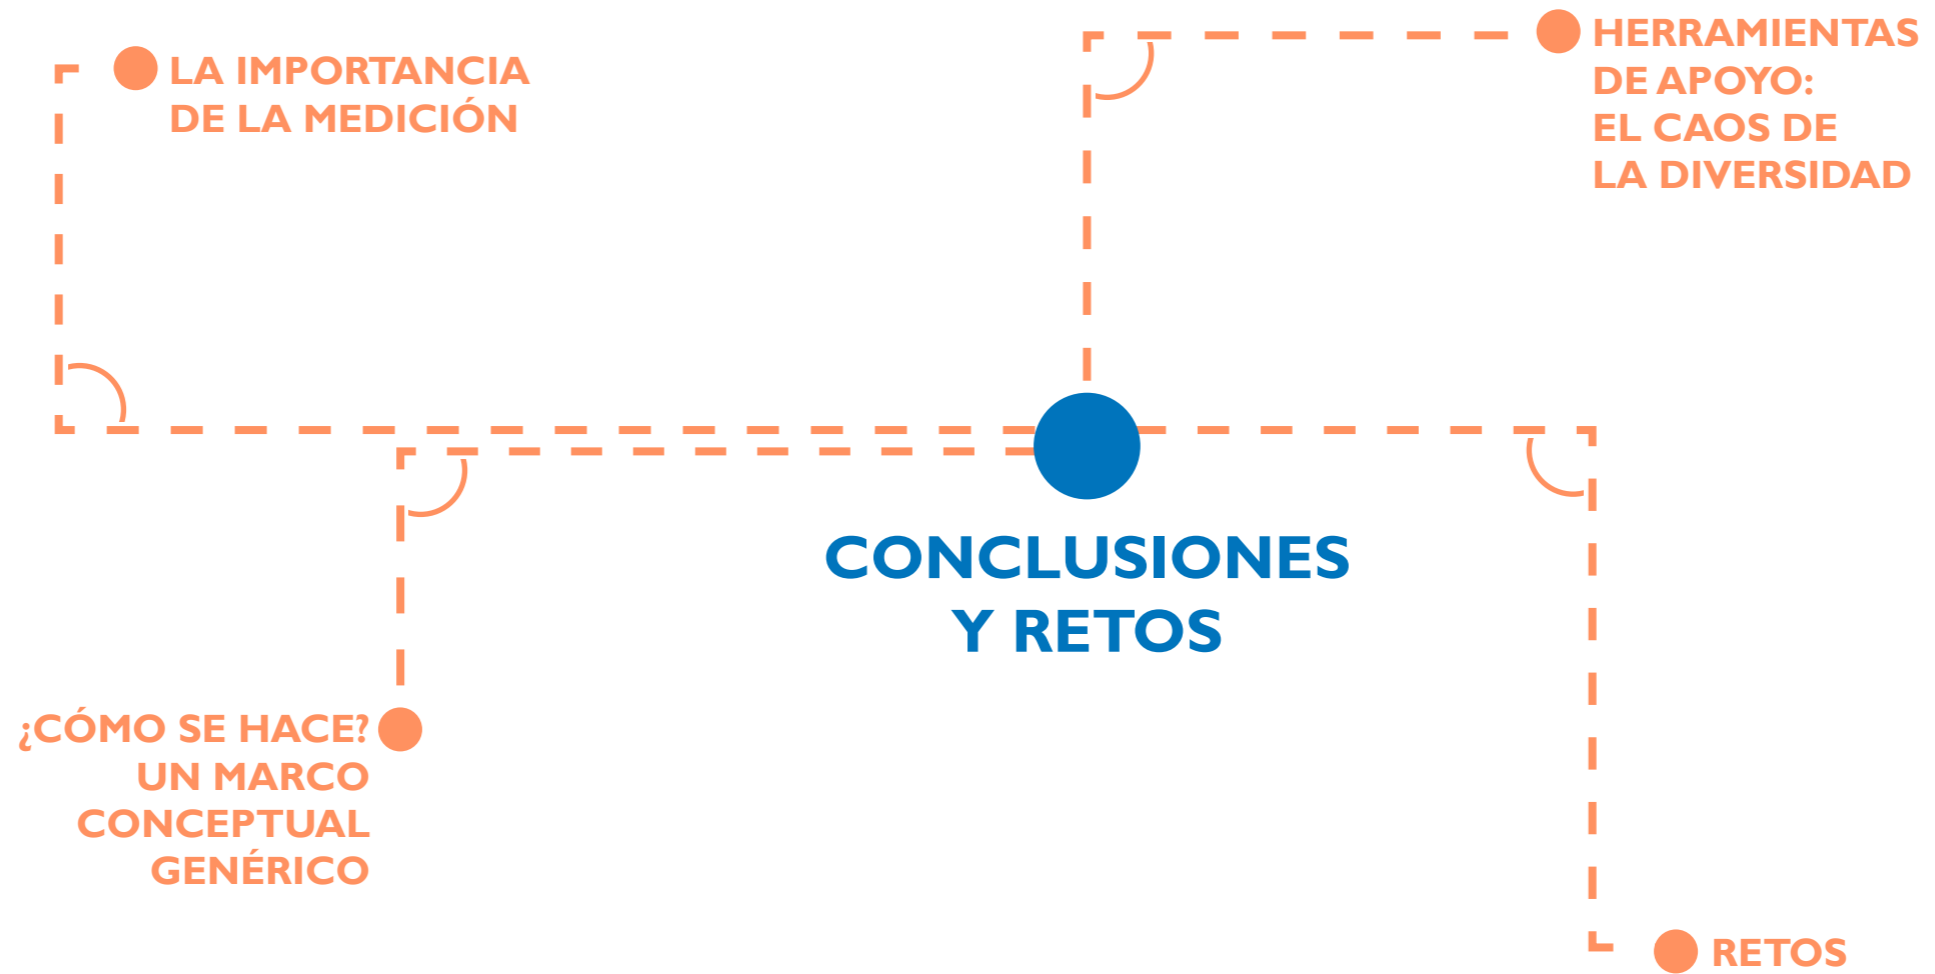 LA IMPORTANCIA
DE LA MEDICIÓN
HERRAMIENTAS
DE APOYO:
EL CAOS DE
LA DIVERSIDAD
CONCLUSIONES
Y RETOS
¿CÓMO SE HACE?
UN MARCO
CONCEPTUAL
GENÉRICO
RETOS